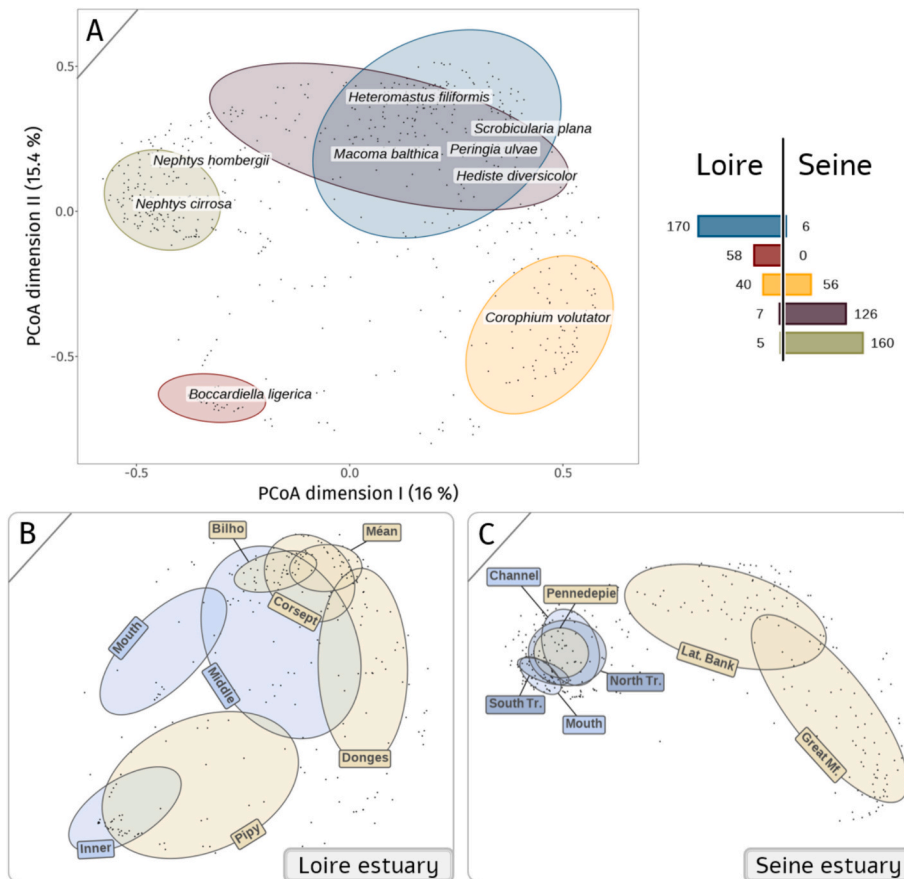 A
PCoA dimension II (15.4 %)
0.5
0.0
-0.5
Heteromastus filiformis
Scrobicularia plana
Macoma balthica
Peringia ulvae
Hediste diversicolor
Nephtys hombergii
Nephtys cirrosa
Corophium volutator
Boccardiella ligerica
-0.5
0.0
0.5
PCoA dimension I (16 %)
Loire
Seine
170
6
58
0
40
56
7
126
5
160
B
Bilho
Méan
Corsept
Mouth
Middle
Donges
Inner
Pipy
Loire estuary
C
Channel
Pennedepie
Lat. Bank
North Tr.
South Tr.
Mouth
Great Mf.
Seine estuary